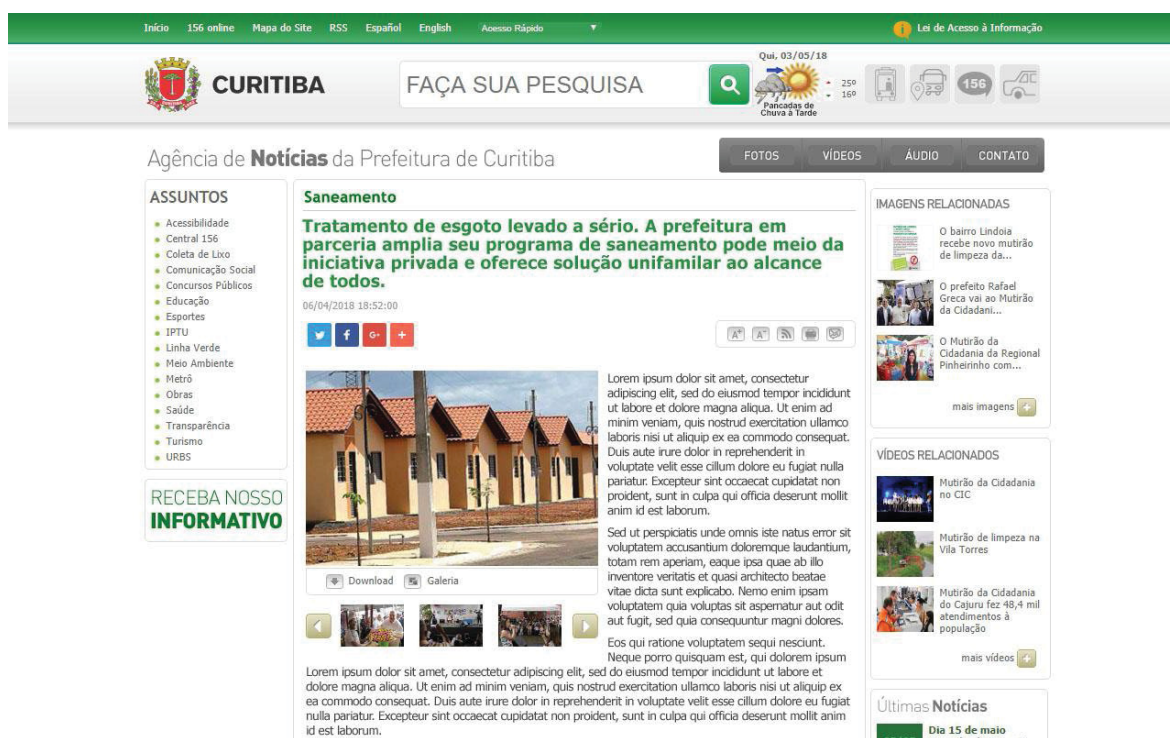 Início 156 online Mapa do Site RSS Español English Acesso Rápido Lei de Acesso à Informação
CURITIBA
FAÇA SUA PESQUISA
Qui, 03/05/18
25º
16º
Pancadas de
Chuva à Tarde
156
Agência de Notícias da Prefeitura de Curitiba
FOTOS VÍDEOS ÁUDIO CONTATO
ASSUNTOS
Acessibilidade
Central 156
Coleta de Lixo
Comunicação Social
Concursos Públicos
Educação
Esportes
IPTU
Linha Verde
Meio Ambiente
Metrô
Obras
Saúde
Transparência
Turismo
URBS
RECEBA NOSSO
INFORMATIVO
Saneamento
Tratamento de esgoto levado a sério. A prefeitura em
parceria amplia seu programa de saneamento pode meio da
iniciativa privada e oferece solução unifamilar ao alcance
de todos.
06/04/2018 18:52:00
f G+ +
A+ A-
Download Galeria
Lorem ipsum dolor sit amet, consectetur
adipiscing elit, sed do eiusmod tempor incididunt
ut labore et dolore magna aliqua. Ut enim ad
minim veniam, quis nostrud exercitation ullamco
laboris nisi ut aliquip ex ea commodo consequat.
Duis aute irure dolor in reprehenderit in
voluptate velit esse cillum dolore eu fugiat nulla
pariatur. Excepteur sint occaecat cupidatat non
proident, sunt in culpa qui officia deserunt mollit
anim id est laborum.
Sed ut perspiciatis unde omnis iste natus error sit
voluptatem accusantium doloremque laudantium,
totam rem aperiam, eaque ipsa quae ab illo
inventore veritatis et quasi architecto beatae
vitae dicta sunt explicabo. Nemo enim ipsam
voluptatem quia voluptas sit aspernatur aut odit
aut fugit, sed quia consequuntur magni dolores.
Eos qui ratione voluptatem sequi nesciunt.
Neque porro quisquam est, qui dolorem ipsum
Lorem ipsum dolor sit amet, consectetur adipiscing elit, sed do eiusmod tempor incididunt ut labore et
dolore magna aliqua. Ut enim ad minim veniam, quis nostrud exercitation ullamco laboris nisi ut aliquip ex
ea commodo consequat. Duis aute irure dolor in reprehenderit in voluptate velit esse cillum dolore eu fugiat
nulla pariatur. Excepteur sint occaecat cupidatat non proident, sunt in culpa qui officia deserunt mollit anim
id est laborum.
IMAGENS RELACIONADAS
O bairro Lindoia
recebe novo mutirão
de limpeza da...
O prefeito Rafael
Greca vai ao Mutirão
da Cidadani...
O Mutirão da
Cidadania da Regional
Pinheirinho com...
mais imagens +
VÍDEOS RELACIONADOS
Mutirão da Cidadania
no CIC
Mutirão de limpeza na
Vila Torres
Mutirão da Cidadania
do Cajuru fez 48,4 mil
atendimentos à
população
mais vídeos +
Últimas Notícias
Dia 15 de maio